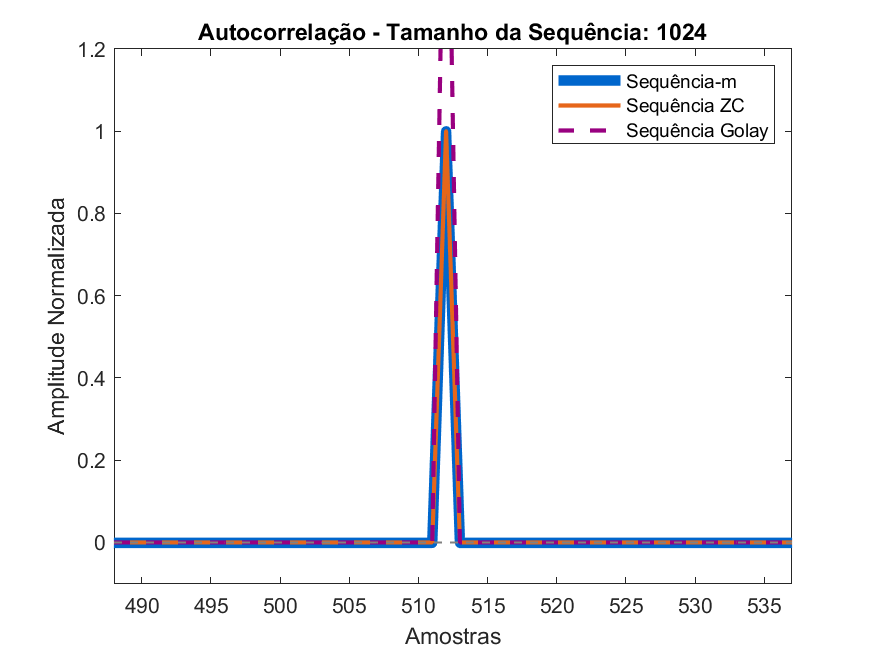 Autocorrelação - Tamanho da Sequência: 1024
1.2
1
0.8
0.6
0.4
0.2
0
Amplitude Normalizada
Sequência-m
Sequência ZC
Sequência Golay
490 495 500 505 510 515 520 525 530 535
Amostras